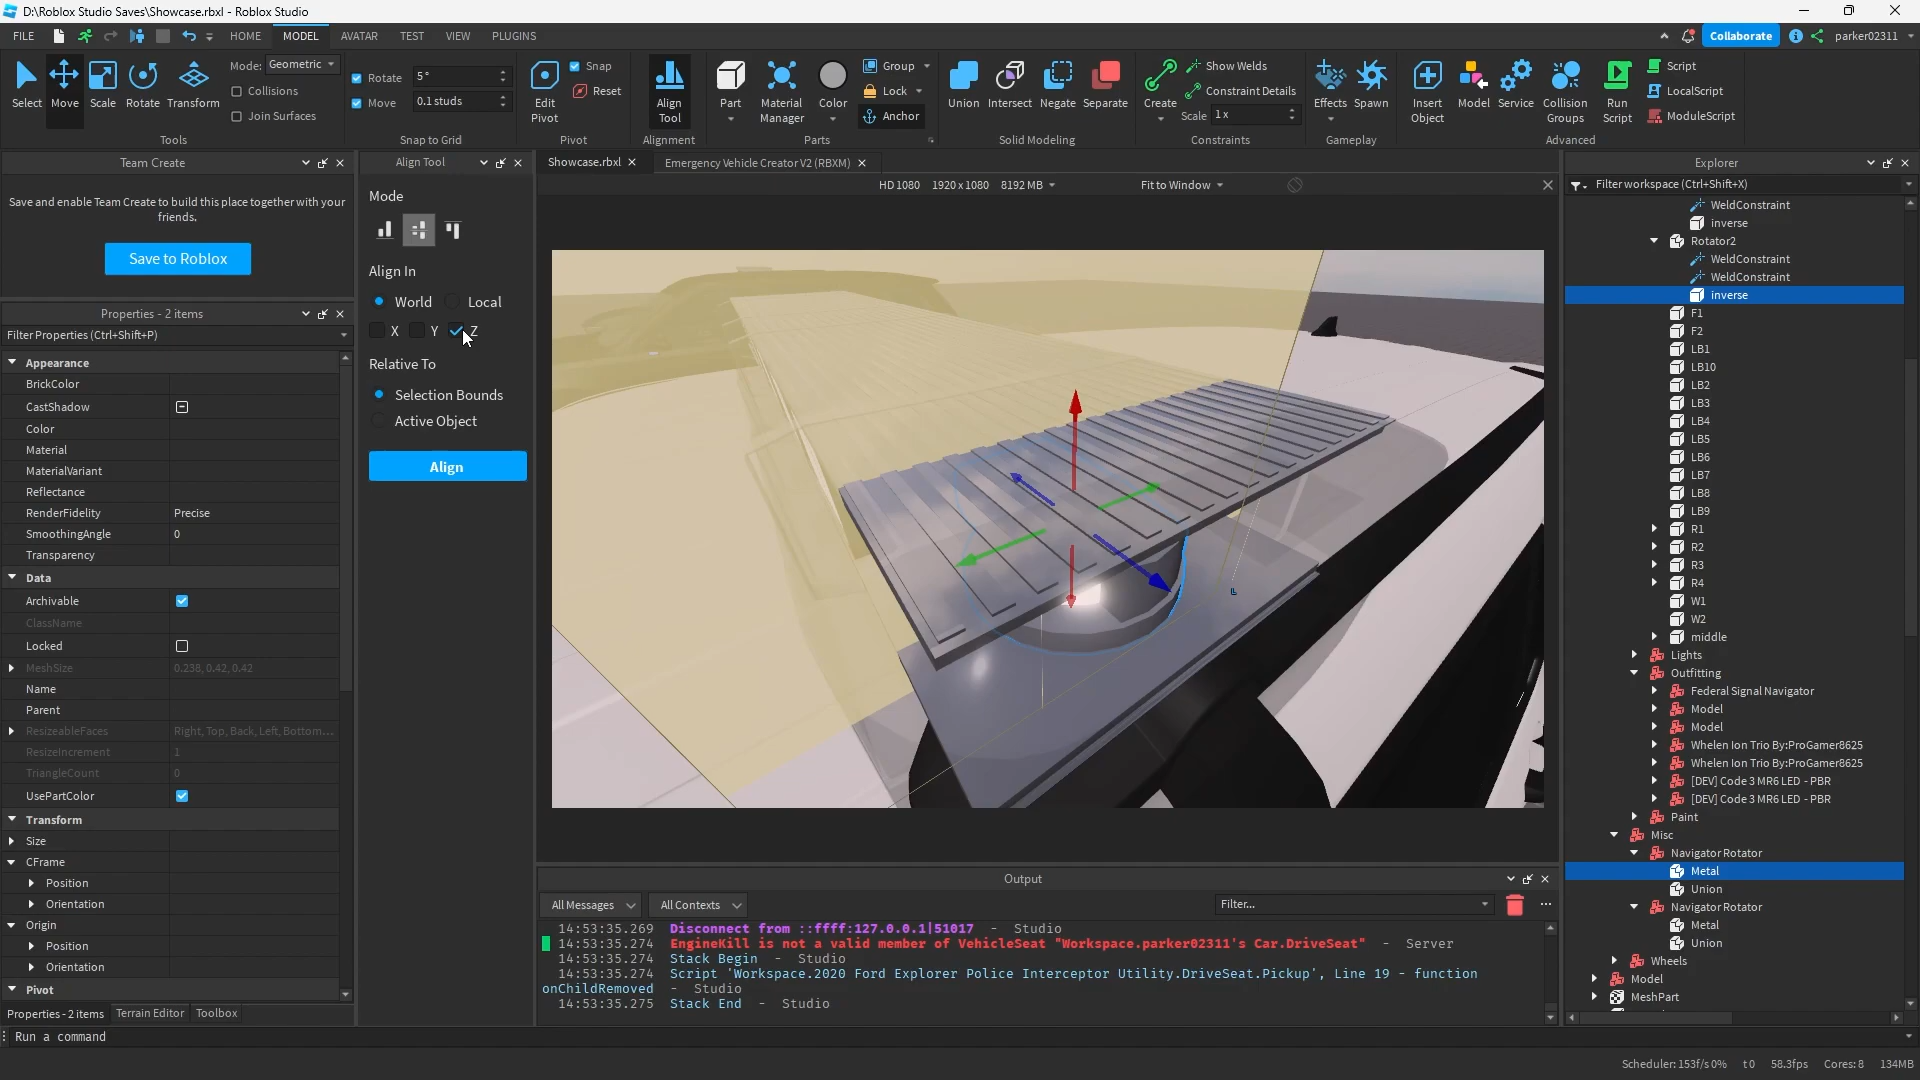 D:\Roblox Studio Saves\Showcase.rbxl - Roblox Studio
FILE HOME MODEL AVATAR TEST VIEW PLUGINS Collaborate parker02311
Select Move Scale Rotate Transform
Mode: Geometric
Collisions
Join Surfaces
Tools
Rotate 5°
Move 0.1 studs
Snap to Grid
Edit Pivot
Snap
Reset
Pivot
Align Tool
Alignment
Part
Material Manager
Color
Group
Lock
Anchor
Parts
Union Intersect Negate Separate
Solid Modeling
Create
Show Welds
Constraint Details
Scale 1 x
Constraints
Effects Spawn
Gameplay
Insert Object
Model Service
Collision Groups
Run Script
Script
LocalScript
ModuleScript
Advanced
Team Create
Save and enable Team Create to build this place together with your
friends.
Save to Roblox
Properties - 2 items
Filter Properties (Ctrl+Shift+P)
Appearance
BrickColor
CastShadow
Color
Material
MaterialVariant
Reflectance
RenderFidelity Precise
SmoothingAngle 0
Transparency
Data
Archivable
ClassName
Locked
MeshSize 0.238, 0.42, 0.42
Name
Parent
ResizeableFaces Right, Top, Back, Left, Bottom...
ResizeIncrement 1
TriangleCount 0
UsePartColor
Transform
Size
CFrame
Position
Orientation
Origin
Position
Orientation
Pivot
Properties - 2 items Terrain Editor Toolbox
Run a command
Align Tool
Mode
Align In
World Local
X Y Z
Relative To
Selection Bounds
Active Object
Align
Showcase.rbxl Emergency Vehicle Creator V2 (RBXM)
HD 1080 1920 x 1080 8192 MB Fit to Window
Output
All Messages All Contexts Filter...
14:53:35.269 Disconnect from ::ffff:127.0.0.1|51017 - Studio
14:53:35.274 EngineKill is not a valid member of VehicleSeat "Workspace.parker02311's Car.DriveSeat" - Server
14:53:35.274 Stack Begin - Studio
14:53:35.274 Script 'Workspace.2020 Ford Explorer Police Interceptor Utility.DriveSeat.Pickup', Line 19 - function
onChildRemoved - Studio
14:53:35.275 Stack End - Studio
Explorer
Filter workspace (Ctrl+Shift+X)
WeldConstraint
inverse
Rotator2
WeldConstraint
WeldConstraint
inverse
F1
F2
LB1
LB10
LB2
LB3
LB4
LB5
LB6
LB7
LB8
LB9
R1
R2
R3
R4
W1
W2
middle
Lights
Outfitting
Federal Signal Navigator
Model
Model
Whelen Ion Trio By:ProGamer8625
Whelen Ion Trio By:ProGamer8625
[DEV] Code 3 MR6 LED - PBR
[DEV] Code 3 MR6 LED - PBR
Paint
Misc
Navigator Rotator
Metal
Union
Navigator Rotator
Metal
Union
Wheels
Model
MeshPart
Scheduler: 153f/s 0% t0 58.3fps Cores: 8 134MB